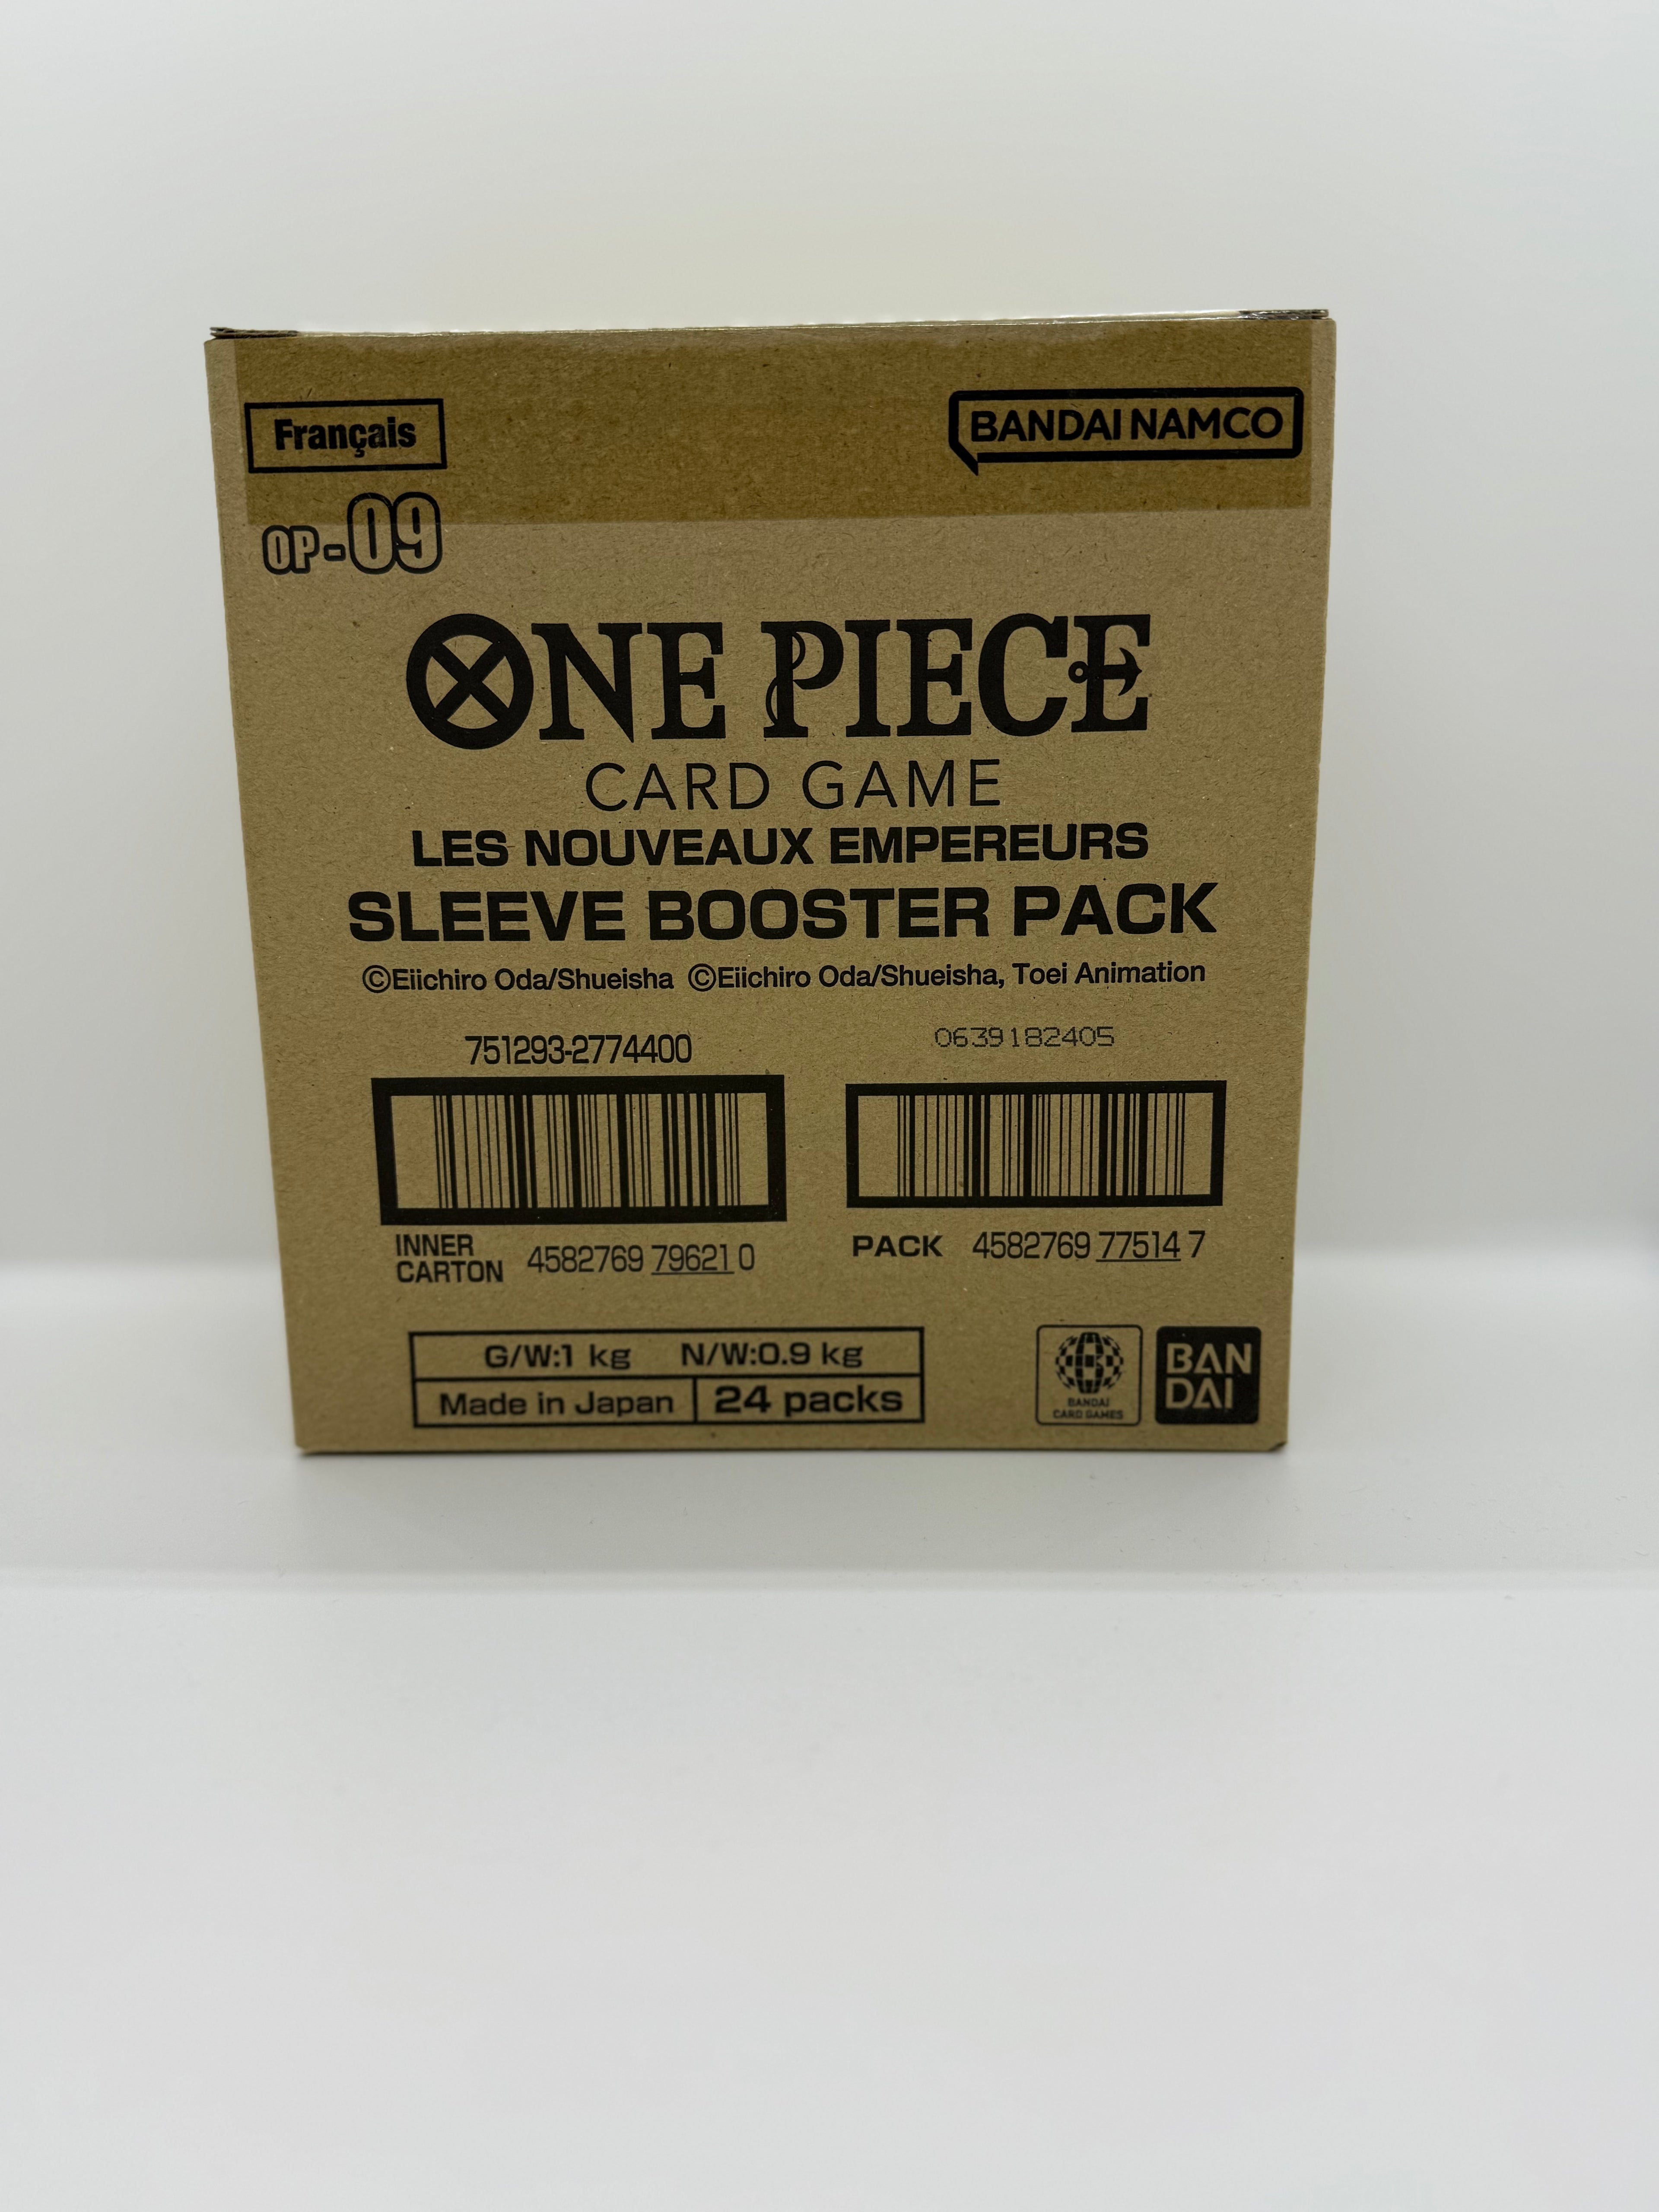 Français
BANDAI NAMCO
OP-09
ONE PIECE
CARD GAME
LES NOUVEAUX EMPEREURS
SLEEVE BOOSTER PACK
©Eiichiro Oda/Shueisha ©Eiichiro Oda/Shueisha, Toei Animation
751293-2774400
0639182405
INNER CARTON 4582769 79621 0
PACK 4582769 77514 7
G/W:1 kg N/W:0.9 kg
Made in Japan 24 packs
BANDAI
CARD GAMES
BAN
DAI